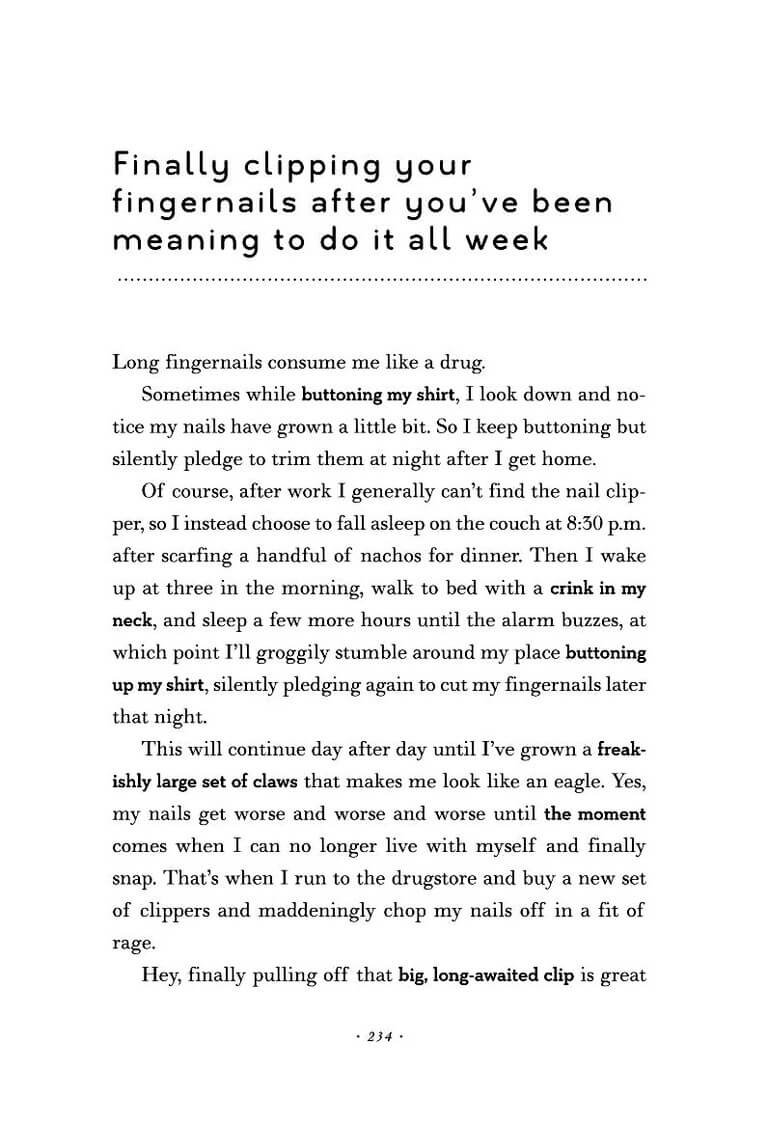 Finally clipping your
fingernails after you've been
meaning to do it all week
Long fingernails consume me like a drug.
Sometimes while buttoning my shirt, I look down and no-
tice my nails have grown a little bit. So I keep buttoning but
silently pledge to trim them at night after I get home.
Of course, after work I generally can't find the nail clip-
per, so I instead choose to fall asleep on the couch at 8:30 p.m.
after scarfing a handful of nachos for dinner. Then I wake
up at three in the morning, walk to bed with a crink in my
neck, and sleep a few more hours until the alarm buzzes, at
which point I'll groggily stumble around my place buttoning
up my shirt, silently pledging again to cut my fingernails later
that night.
This will continue day after day until I've grown a freak-
ishly large set of claws that makes me look like an eagle. Yes,
my nails get worse and worse and worse until the moment
comes when I can no longer live with myself and finally
snap. That's when I run to the drugstore and buy a new set
of clippers and maddeningly chop my nails off in a fit of
rage.
Hey, finally pulling off that big, long-awaited clip is great
· 234 ·